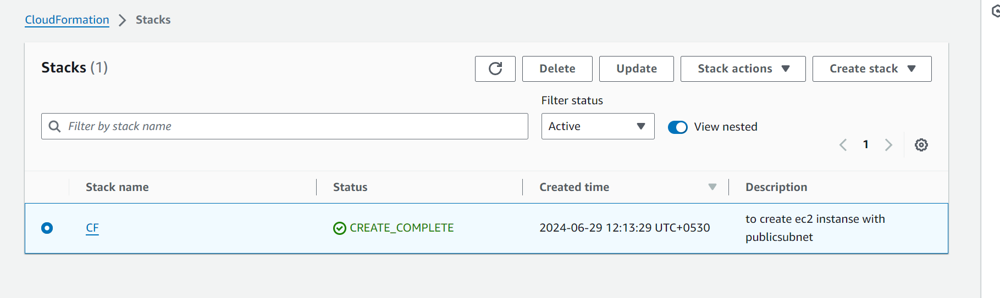 CloudFormation > Stacks
Stacks (1)
Delete
Update
Stack actions
Create stack
Filter status
Filter by stack name
Active
View nested
1
Stack name
Status
Created time
Description
CF
CREATE_COMPLETE
2024-06-29 12:13:29 UTC+0530
to create ec2 instanse with
publicsubnet